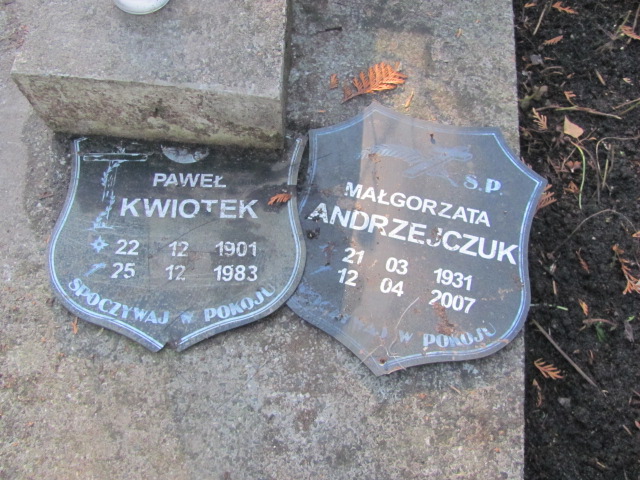 PAWEŁ
KWIOTEK
22 12 1901
25 12 1983
SPOCZYWAJ W POKOJU
Ś.P.
MAŁGORZATA
ANDRZEJCZUK
21 03 1931
12 04 2007
SPOCZYWAJ W POKOJU